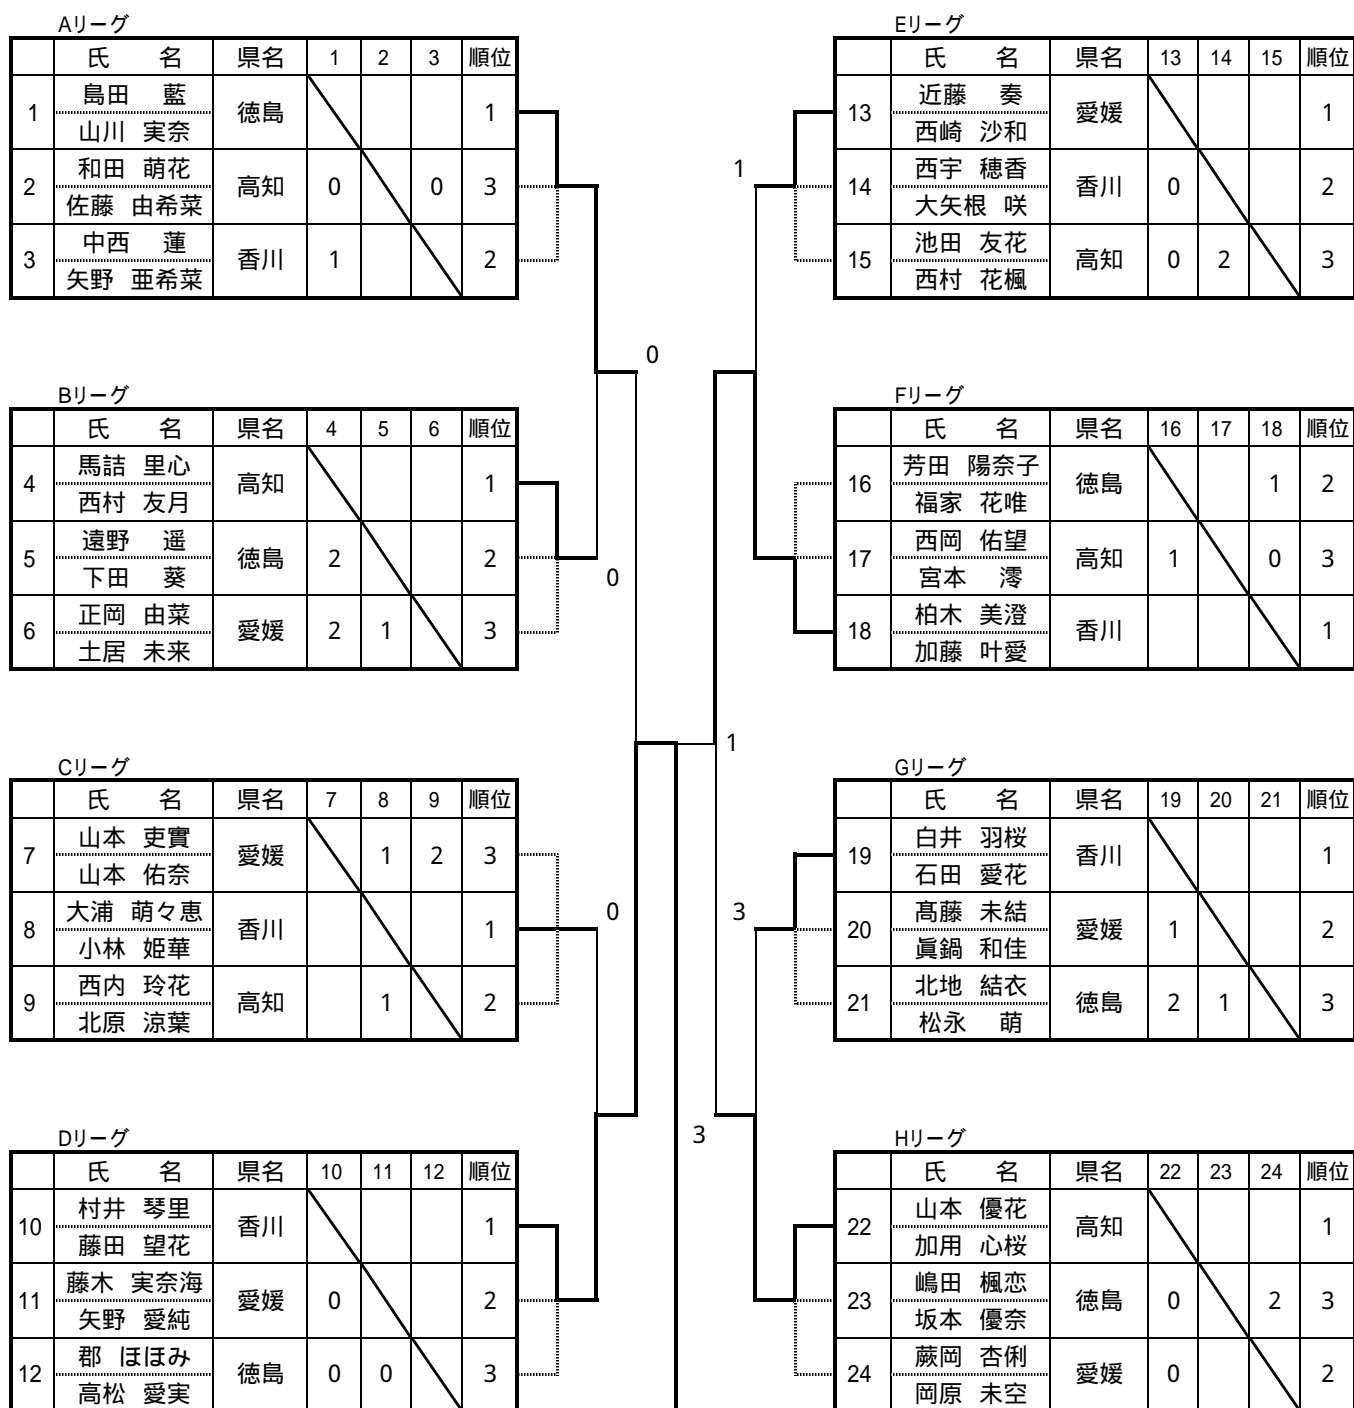 Aリーグ
氏 名 県名 1 2 3 順位
1 島田 藍 徳島 1
山川 実奈
2 和田 萌花 高知 0 0 3
佐藤 由希菜
3 中西 蓮 香川 1 2
矢野 亜希菜
Bリーグ
氏 名 県名 4 5 6 順位
4 馬詰 里心 高知 1
西村 友月
5 遠野 遥 徳島 2 2
下田 葵
6 正岡 由菜 愛媛 2 1 3
土居 未来
Cリーグ
氏 名 県名 7 8 9 順位
7 山本 吏實 愛媛 1 2 3
山本 佑奈
8 大浦 萌々恵 香川 1
小林 姫華
9 西内 玲花 高知 1 2
北原 涼葉
Dリーグ
氏 名 県名 10 11 12 順位
10 村井 琴里 香川 1
藤田 望花
11 藤木 実奈海 愛媛 0 2
矢野 愛純
12 郡 ほほみ 徳島 0 0 3
高松 愛実
0
0
0
3
1
1
3
Eリーグ
氏 名 県名 13 14 15 順位
13 近藤 奏 愛媛 1
西崎 沙和
14 西宇 穂香 香川 0 2
大矢根 咲
15 池田 友花 高知 0 2 3
西村 花楓
Fリーグ
氏 名 県名 16 17 18 順位
16 芳田 陽奈子 徳島 1 2
福家 花唯
17 西岡 佑望 高知 1 0 3
宮本 澪
18 柏木 美澄 香川 1
加藤 叶愛
Gリーグ
氏 名 県名 19 20 21 順位
19 白井 羽桜 香川 1
石田 愛花
20 髙藤 未結 愛媛 1 2
眞鍋 和佳
21 北地 結衣 徳島 2 1 3
松永 萌
Hリーグ
氏 名 県名 22 23 24 順位
22 山本 優花 高知 1
加用 心桜
23 嶋田 楓恋 徳島 0 2 3
坂本 優奈
24 蕨岡 杏俐 愛媛 0 2
岡原 未空